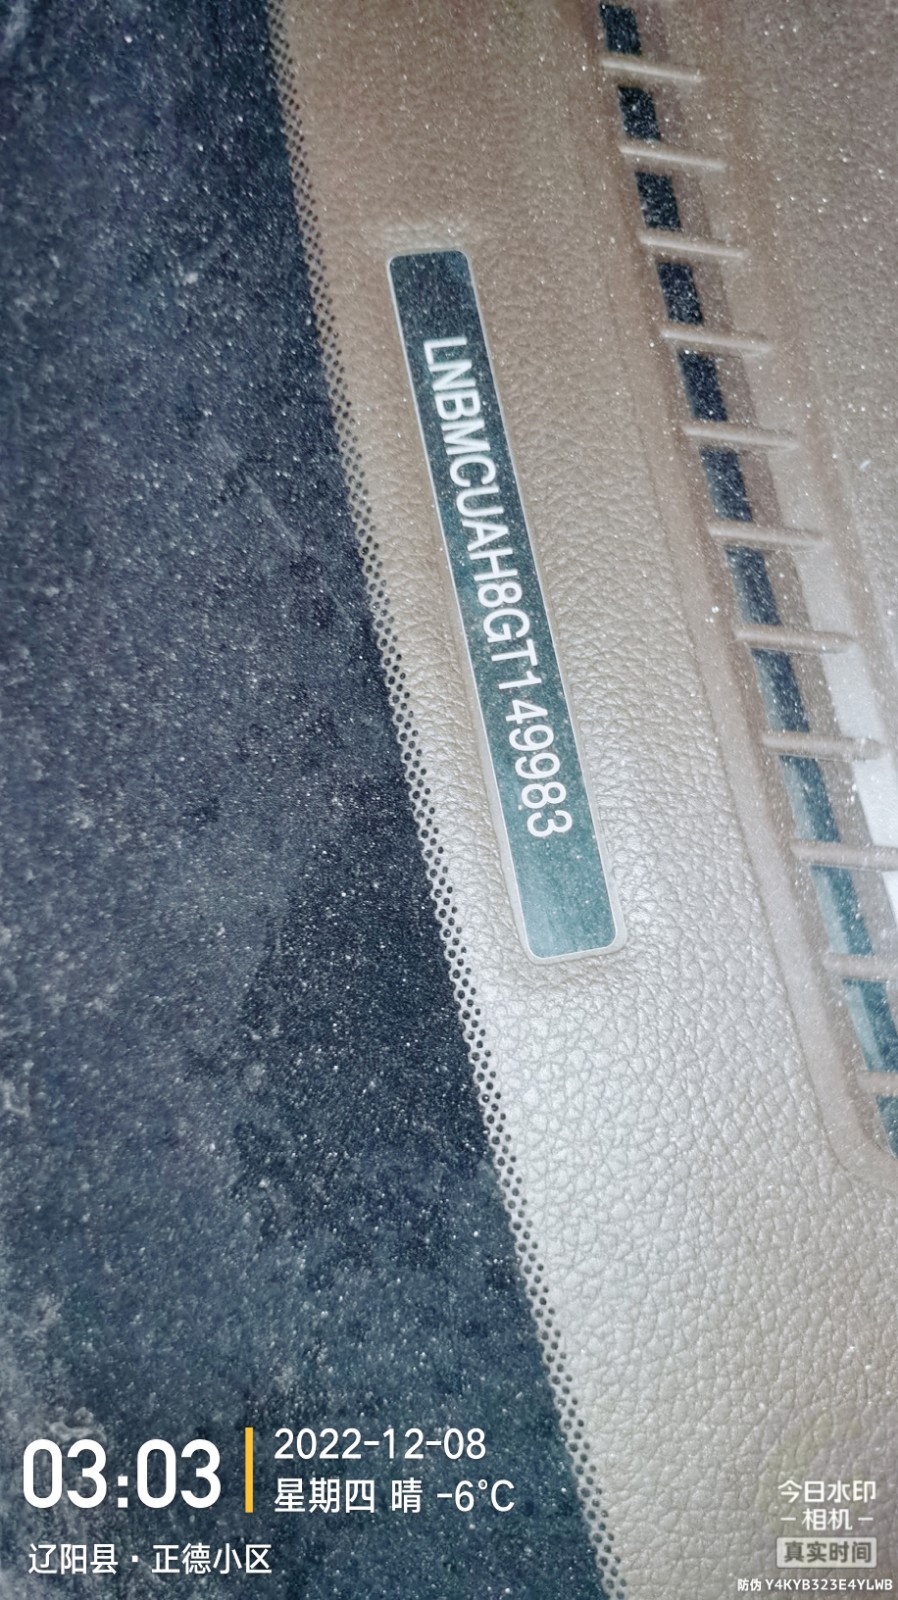 LNBMCUAH8GT149983
03:03
2022-12-08
星期四 晴 -6°C
辽阳县·正德小区
今日水印
相机
真实时间
防伪 Y4KYB323E4YLWB